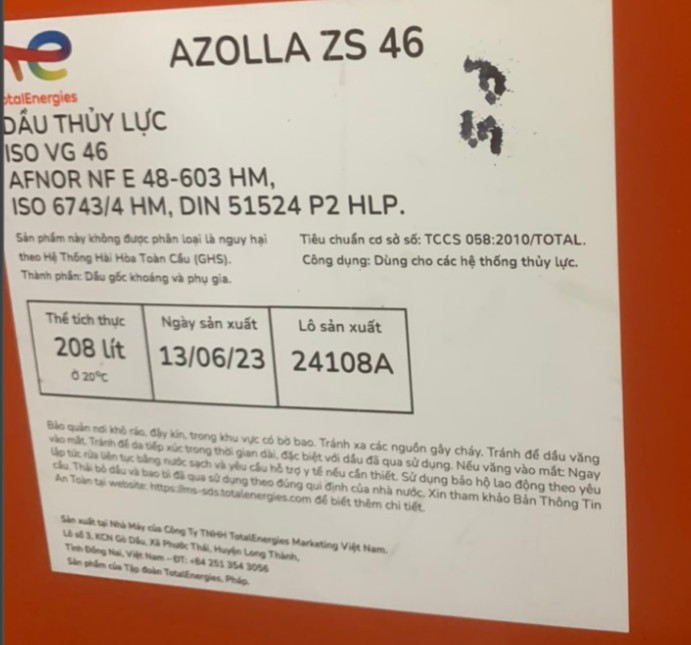 AZOLLA ZS 46
otalEnergies
DẦU THỦY LỰC
ISO VG 46
AFNOR NF E 48-603 HM,
ISO 6743/4 HM, DIN 51524 P2 HLP.
Sản phẩm này không được phân loại là nguy hại
theo Hệ Thống Hài Hòa Toàn Cầu (GHS).
Thành phần: Dầu gốc khoáng và phụ gia.
Tiêu chuẩn cơ sở số: TCCS 058:2010/TOTAL.
Công dụng: Dùng cho các hệ thống thủy lực.
Thể tích thực
208 lít
Ở 20°C
Ngày sản xuất
13/06/23
Lô sản xuất
24108A
Bảo quản nơi khô ráo, đậy kín, trong khu vực có bờ bao. Tránh xa các nguồn gây cháy. Tránh để dầu văng
vào mắt. Tránh để da tiếp xúc trong thời gian dài, đặc biệt với dầu đã qua sử dụng. Nếu văng vào mắt: Ngay
lập tức rửa liên tục bằng nước sạch và yêu cầu hỗ trợ y tế nếu cần thiết. Sử dụng bảo hộ lao động theo yêu
cầu. Thải bỏ dầu và bao bì đã qua sử dụng theo đúng qui định của nhà nước. Xin tham khảo Bản Thông Tin
An Toàn tại website: https://ms-sds.totalenergies.com để biết thêm chi tiết.
Sản xuất tại Nhà Máy của Công Ty TNHH TotalEnergies Marketing Việt Nam.
Lô số 3, KCN Gò Dầu, Xã Phước Thái, Huyện Long Thành,
Tỉnh Đồng Nai, Việt Nam - ĐT: +84 251 354 3056
Sản phẩm của Tập đoàn TotalEnergies, Pháp.